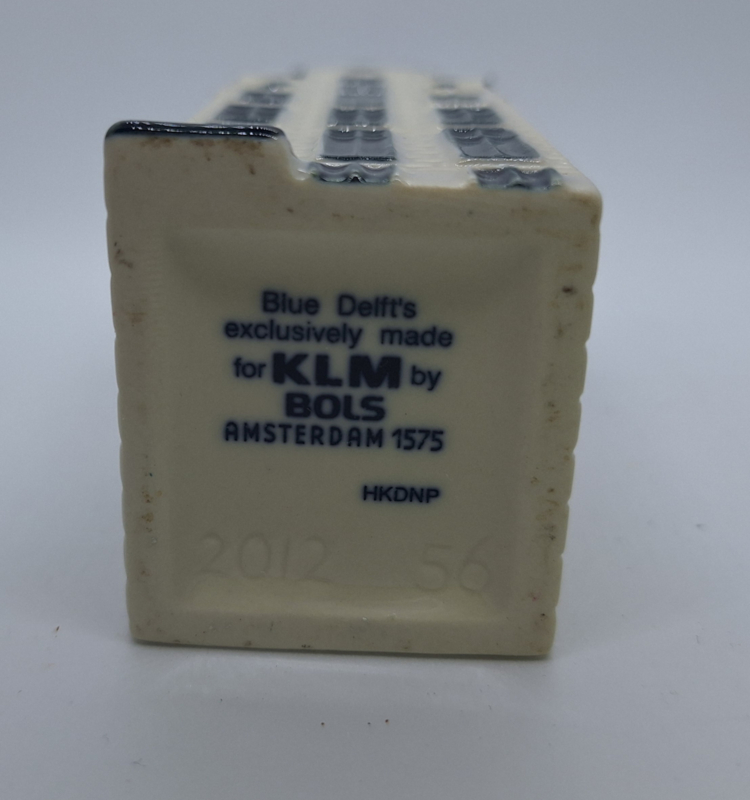 Blue Delft's
exclusively made
for KLM by
BOLS
AMSTERDAM 1575
HKDNP
2012 56